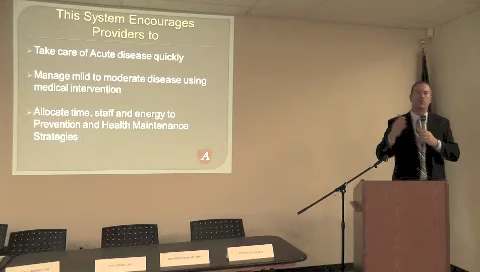 This System Encourages
Providers to
Take care of Acute disease quickly
Manage mild to moderate disease using
medical intervention
Allocate time, staff and energy to
Prevention and Health Maintenance
Strategies
A